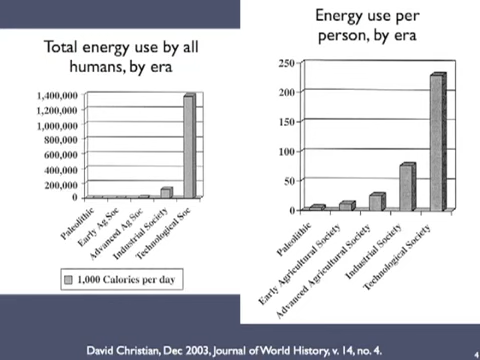 Total energy use by all
humans, by era
1,400,000
1,200,000
1,000,000
800,000
600,000
400,000
200,000
0
Paleolithic
Early Ag Soc
Advanced Ag Soc
Industrial Society
Technological Soc
1,000 Calories per day
Energy use per
person, by era
250
200
150
100
50
0
Paleolithic
Early Agricultural Society
Advanced Agricultural Society
Industrial Society
Technological Society
David Christian, Dec 2003, Journal of World History, v. 14, no. 4.
4